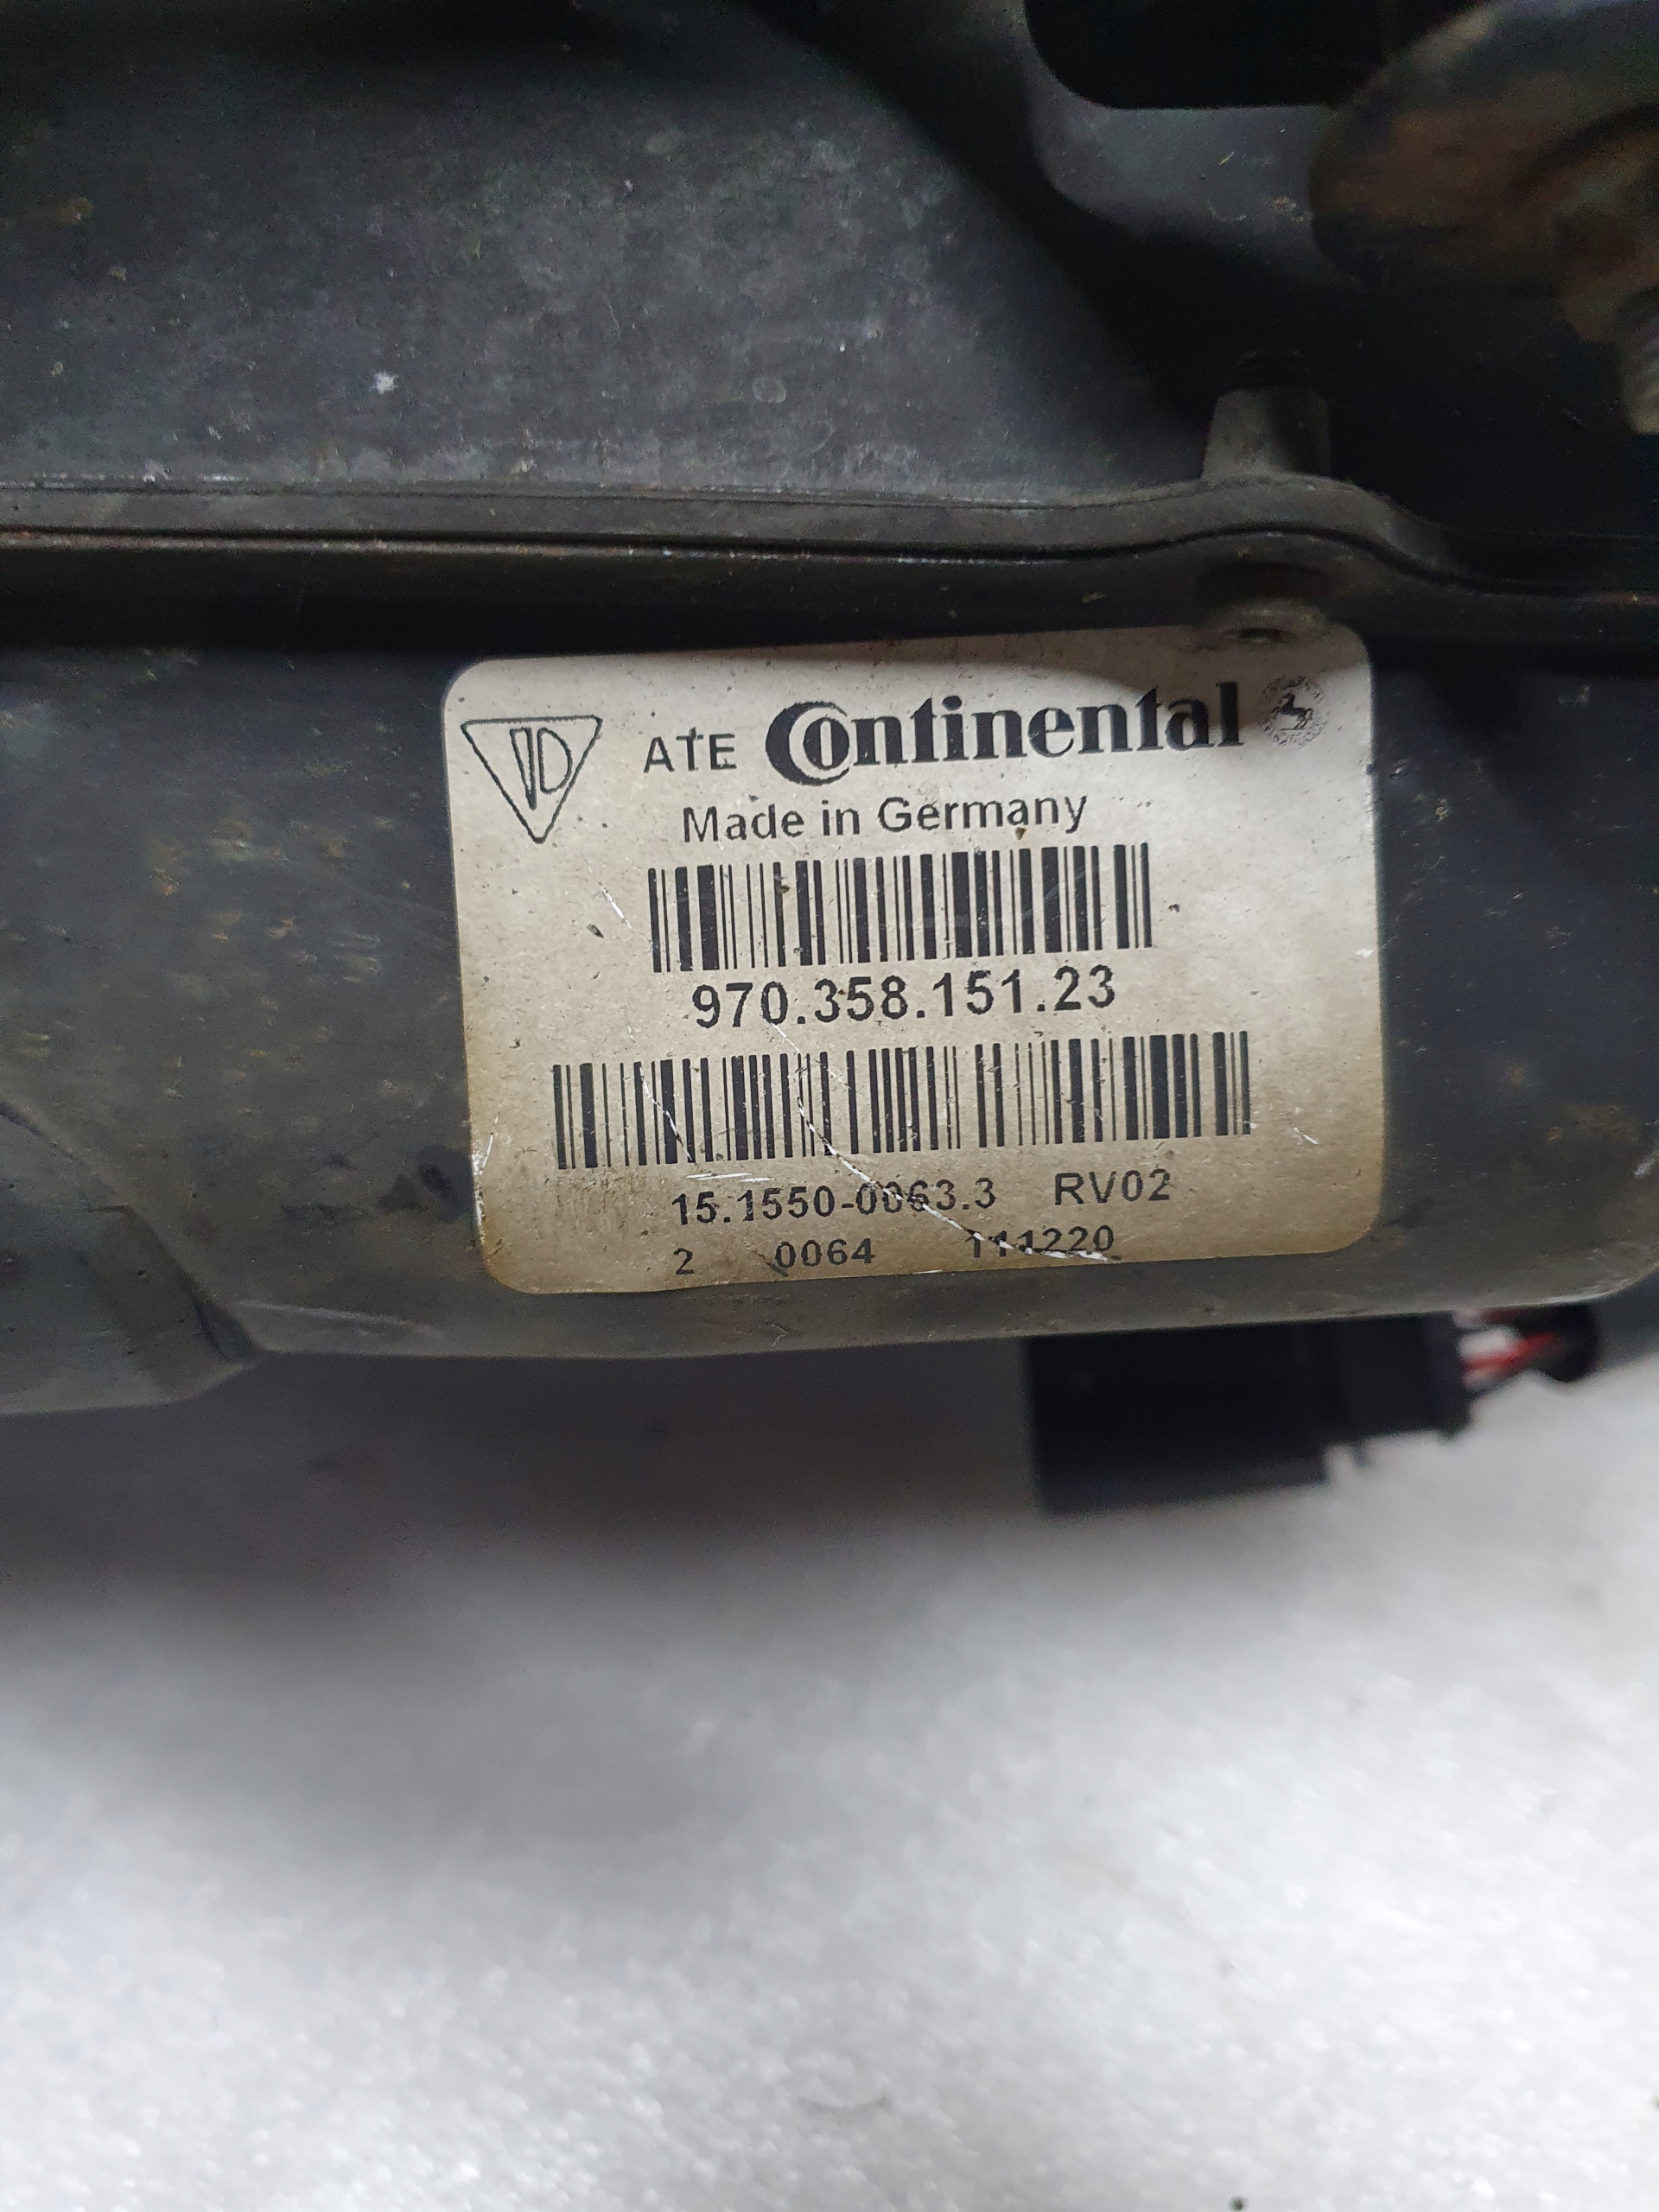 ATE Continental
Made in Germany
970.358.151.23
15.1550-0063.3 RV02
2 0064 111220